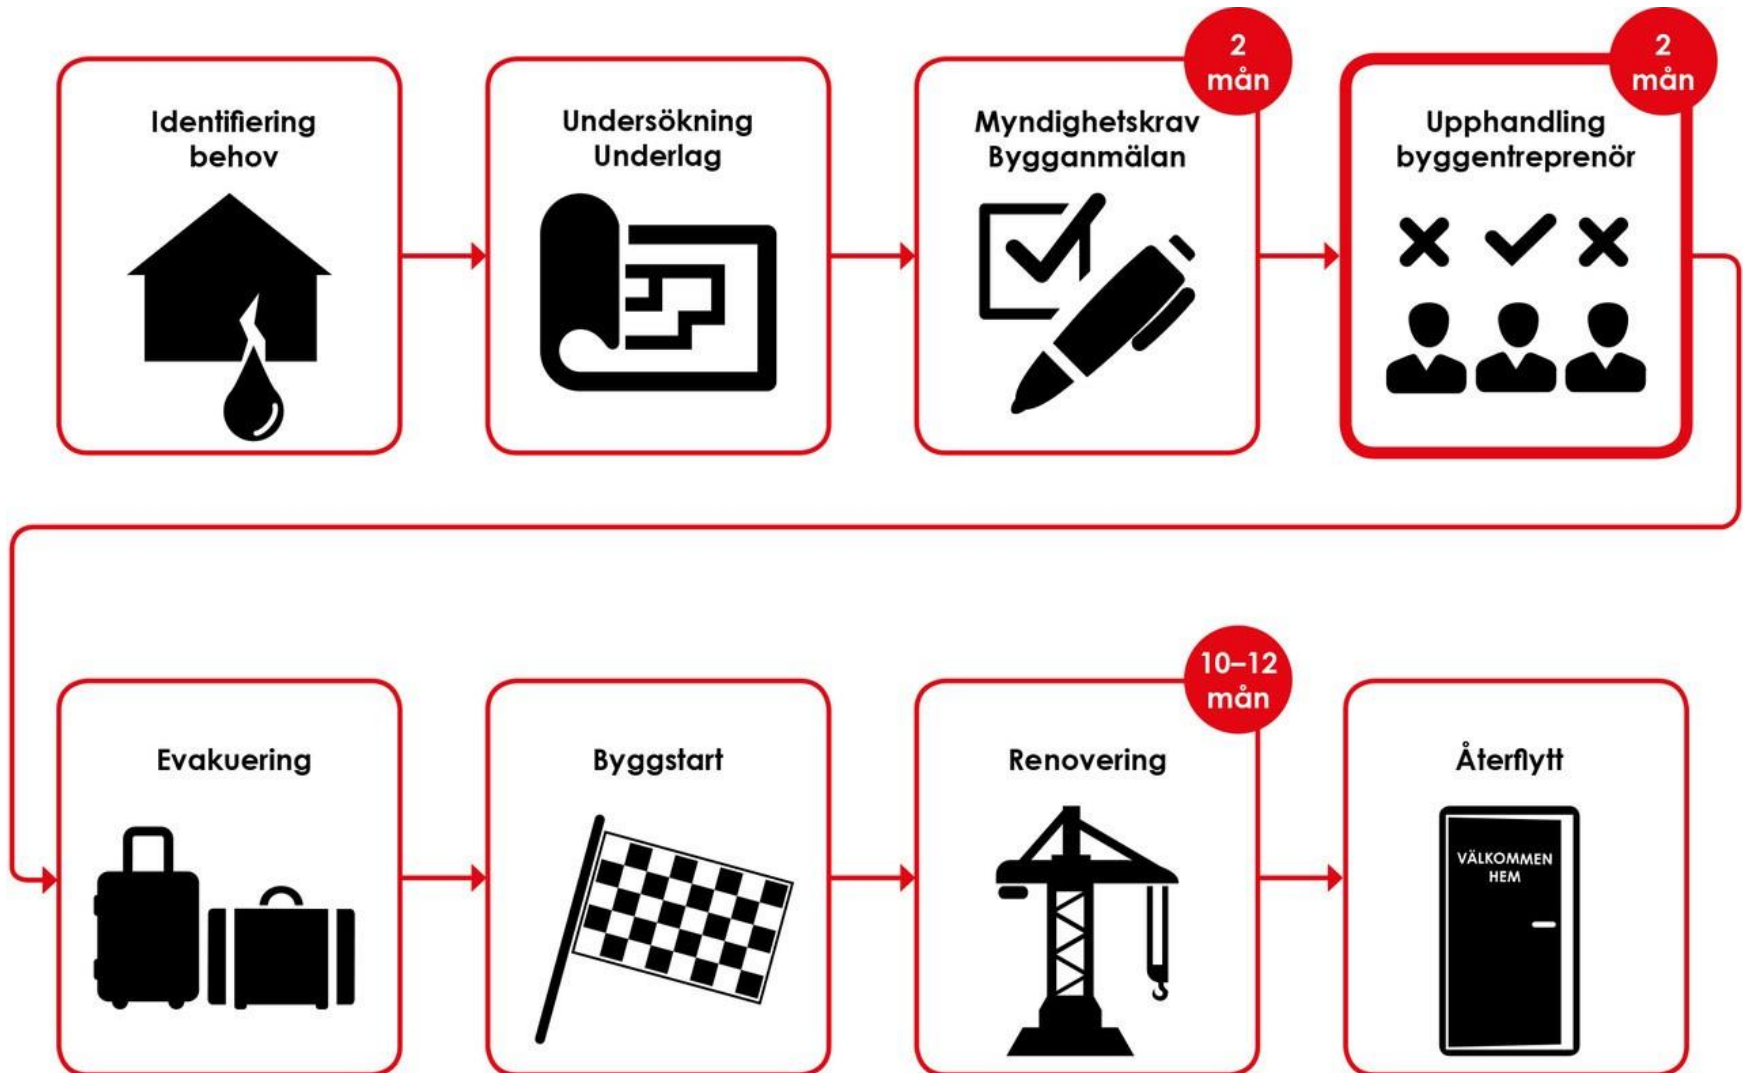 Identifiering
behov
Undersökning
Underlag
2
mån
Myndighetskrav
Bygganmälan
2
mån
Upphandling
byggentreprenör
Evakuering
Byggstart
10–12
mån
Renovering
Återflytt
VÄLKOMMEN
HEM